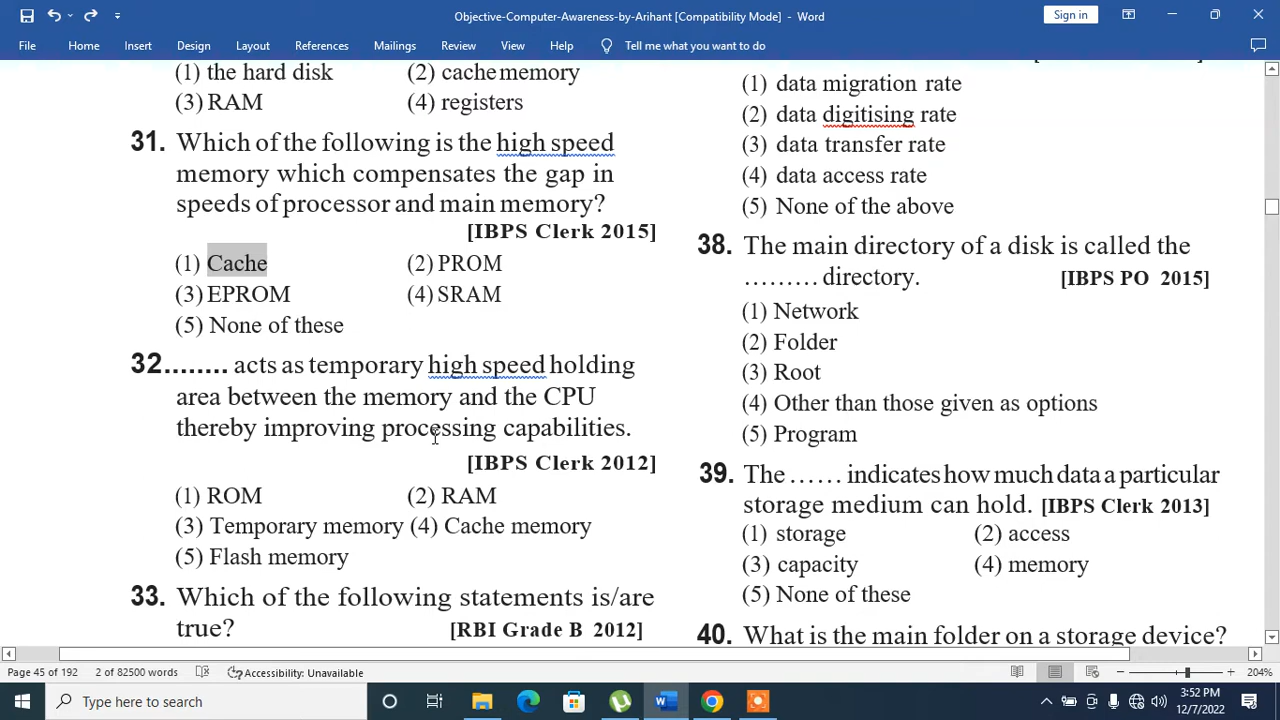 Objective-Computer-Awareness-by-Arihant [Compatibility Mode] - Word
Sign in
File Home Insert Design Layout References Mailings Review View Help Tell me what you want to do
(1) the hard disk (2) cache memory
(3) RAM (4) registers
31. Which of the following is the high speed
memory which compensates the gap in
speeds of processor and main memory?
[IBPS Clerk 2015]
(1) Cache (2) PROM
(3) EPROM (4) SRAM
(5) None of these
32........ acts as temporary high speed holding
area between the memory and the CPU
thereby improving processing capabilities.
[IBPS Clerk 2012]
(1) ROM (2) RAM
(3) Temporary memory (4) Cache memory
(5) Flash memory
33. Which of the following statements is/are
true? [RBI Grade B 2012]
(1) data migration rate
(2) data digitising rate
(3) data transfer rate
(4) data access rate
(5) None of the above
38. The main directory of a disk is called the
......... directory. [IBPS PO 2015]
(1) Network
(2) Folder
(3) Root
(4) Other than those given as options
(5) Program
39. The ...... indicates how much data a particular
storage medium can hold. [IBPS Clerk 2013]
(1) storage (2) access
(3) capacity (4) memory
(5) None of these
40. What is the main folder on a storage device?
Page 45 of 192 2 of 82500 words Accessibility: Unavailable 204%
Type here to search
3:52 PM
12/7/2022